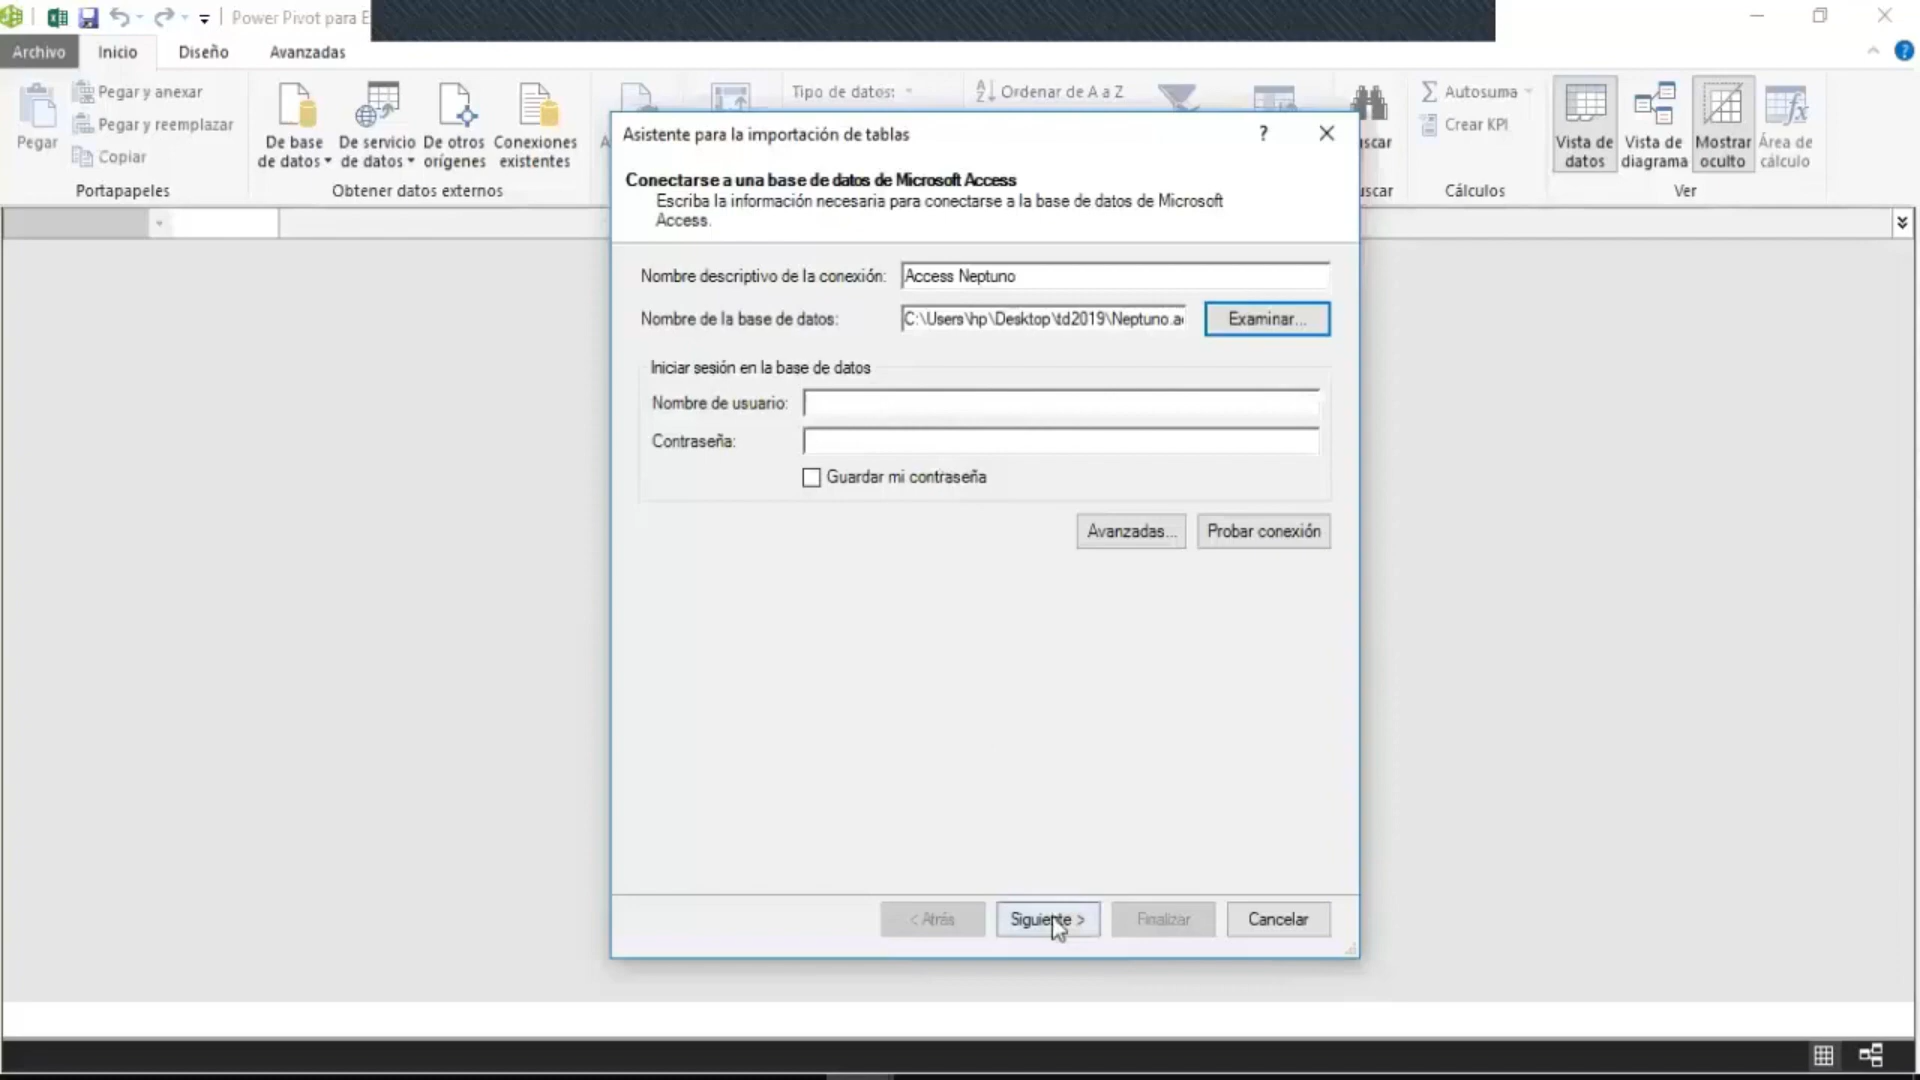 Power Pivot para E
Archivo Inicio Diseño Avanzadas
Pegar
Pegar y anexar
Pegar y reemplazar
Copiar
Portapapeles
De base de datos
De servicio de datos
De otros orígenes
Conexiones existentes
Obtener datos externos
Tipo de datos:
Ordenar de A a Z
Autosuma
Crear KPI
Cálculos
Vista de datos
Vista de diagrama
Mostrar oculto
Área de cálculo
Ver
Asistente para la importación de tablas
Conectarse a una base de datos de Microsoft Access
Escriba la información necesaria para conectarse a la base de datos de Microsoft
Access.
Nombre descriptivo de la conexión: Access Neptuno
Nombre de la base de datos: C:\Users\hp\Desktop\td2019\Neptuno.a Examinar...
Iniciar sesión en la base de datos
Nombre de usuario:
Contraseña:
Guardar mi contraseña
Avanzadas... Probar conexión
< Atrás Siguiente > Finalizar Cancelar